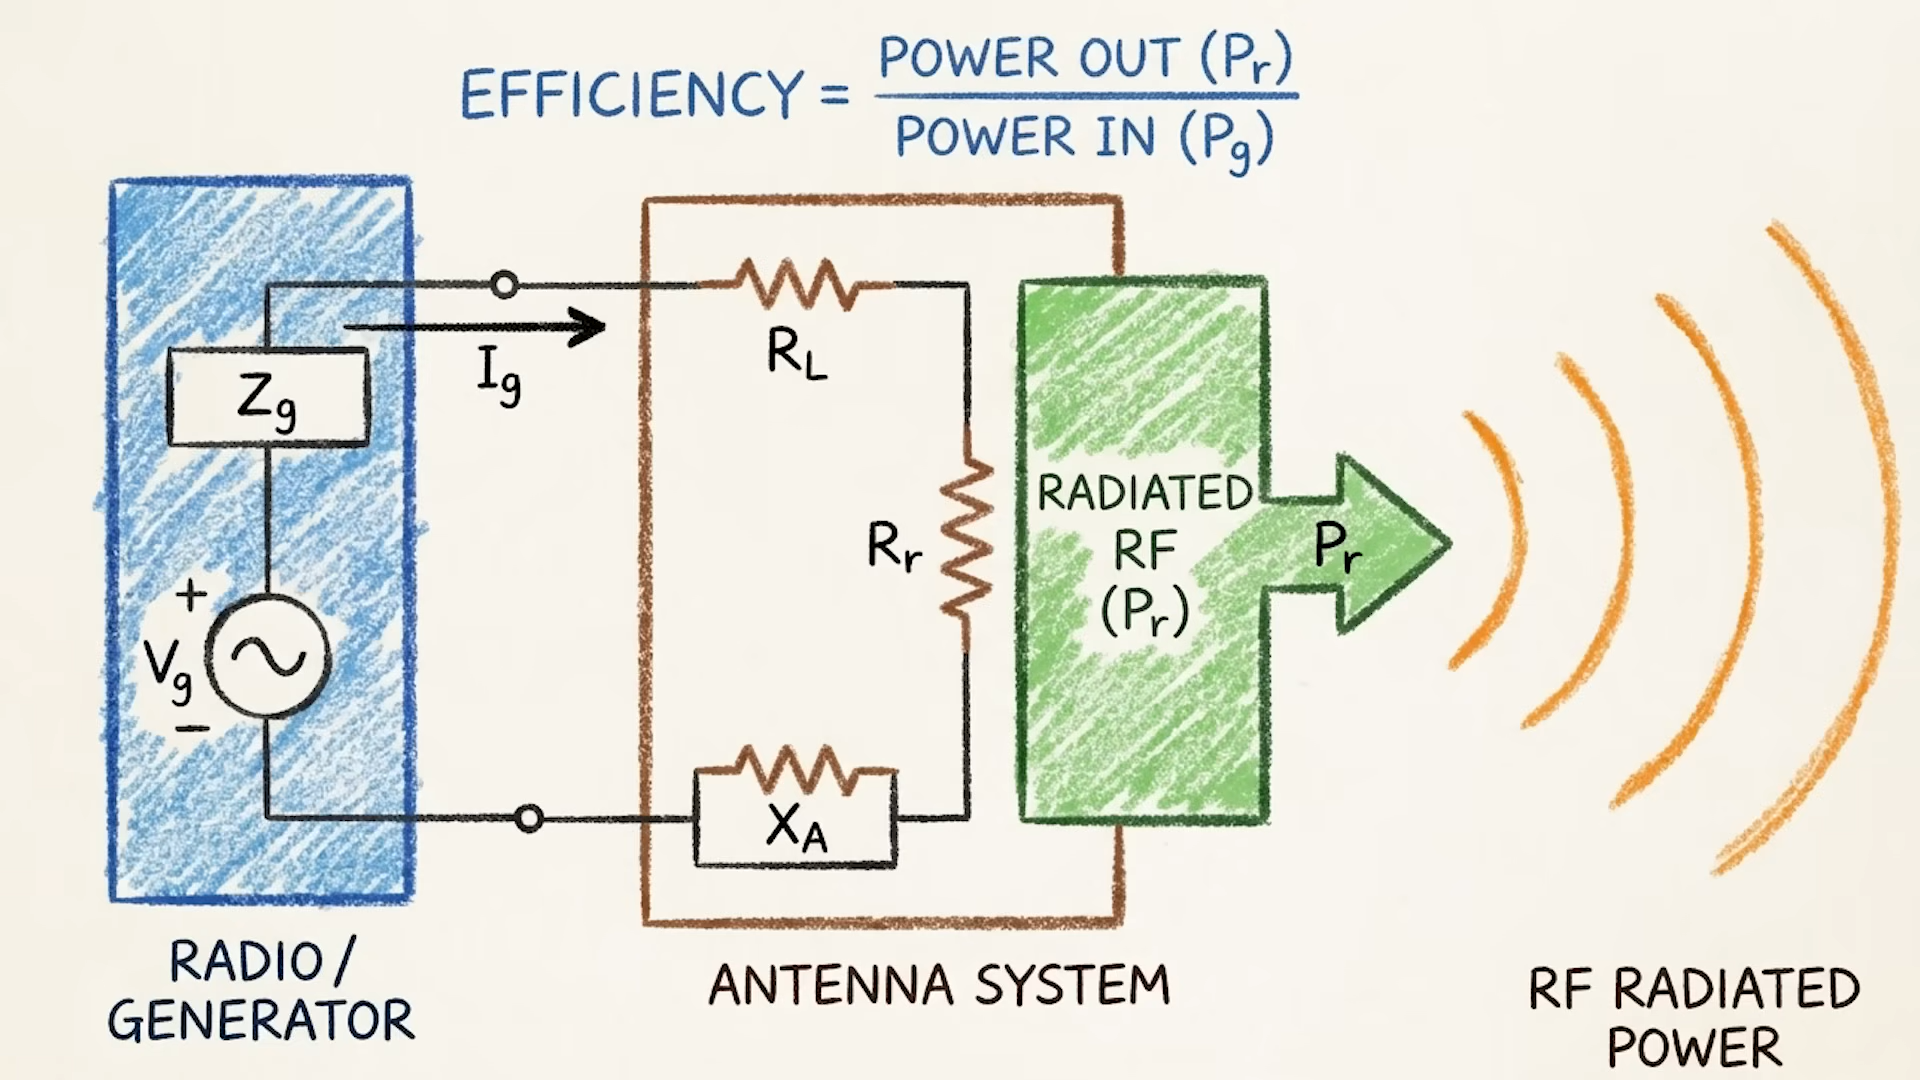 EFFICIENCY = POWER OUT (Pr)
POWER IN (Pg)
Zg
Ig
+
Vg
−
RL
Rr
XA
RADIATED
RF
(Pr)
Pr
RADIO/
GENERATOR
ANTENNA SYSTEM
RF RADIATED
POWER